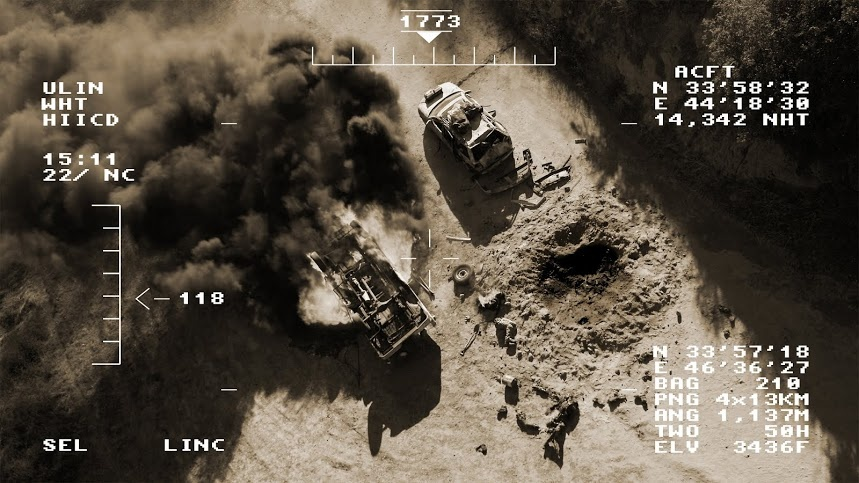 1773
ULIN
WHT
HIICD
15:11
22/ NC
ACFT
N 33'58'32
E 44'18'30
14,342 NHT
118
N 33'57'18
E 46'36'27
BAG 210
PNG 4x13KM
ANG 1,137M
TWO 50H
ELV 3436F
SEL LINC